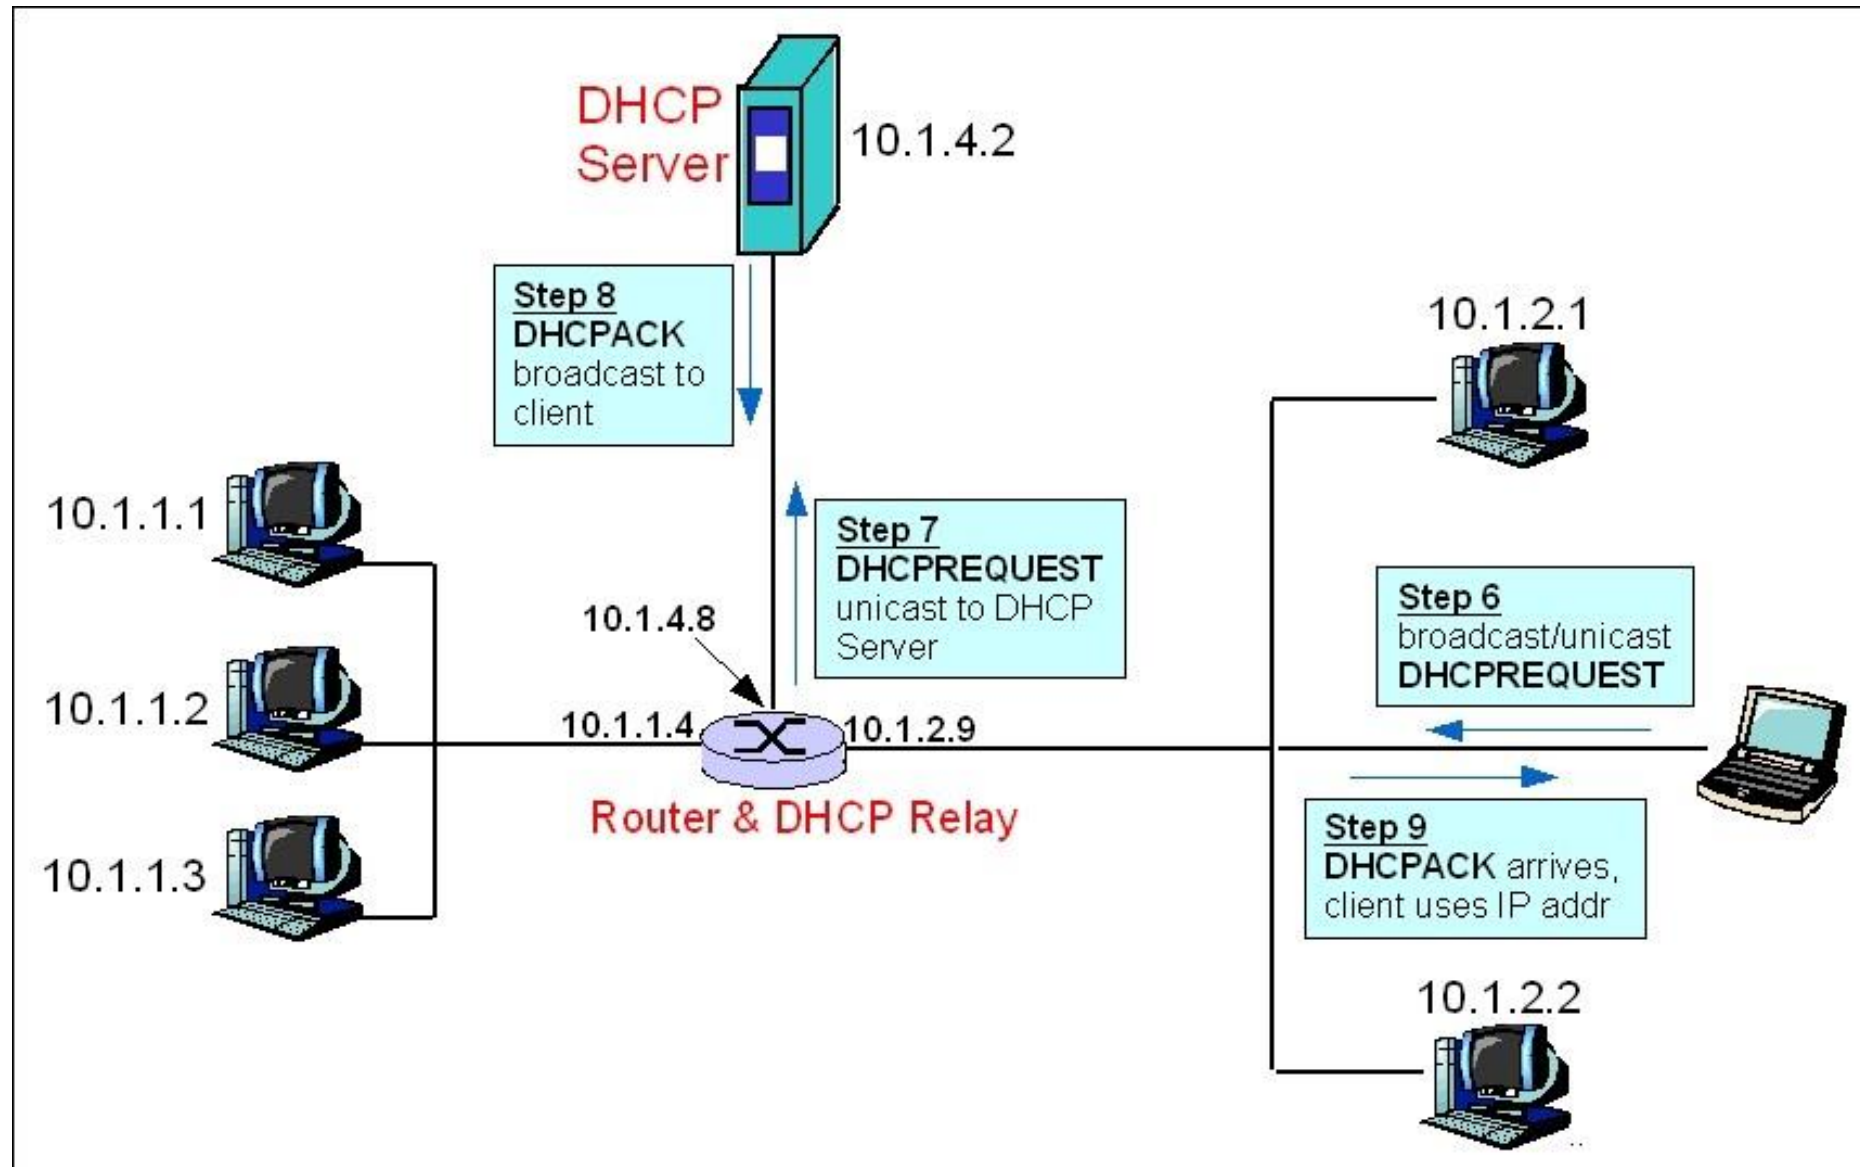 DHCP
Server
10.1.4.2
Step 8
DHCPACK
broadcast to
client
10.1.2.1
10.1.1.1
Step 7
DHCPREQUEST
unicast to DHCP
Server
10.1.4.8
Step 6
broadcast/unicast
DHCPREQUEST
10.1.1.2
10.1.1.4
10.1.2.9
Router & DHCP Relay
Step 9
DHCPACK arrives,
client uses IP addr
10.1.1.3
10.1.2.2